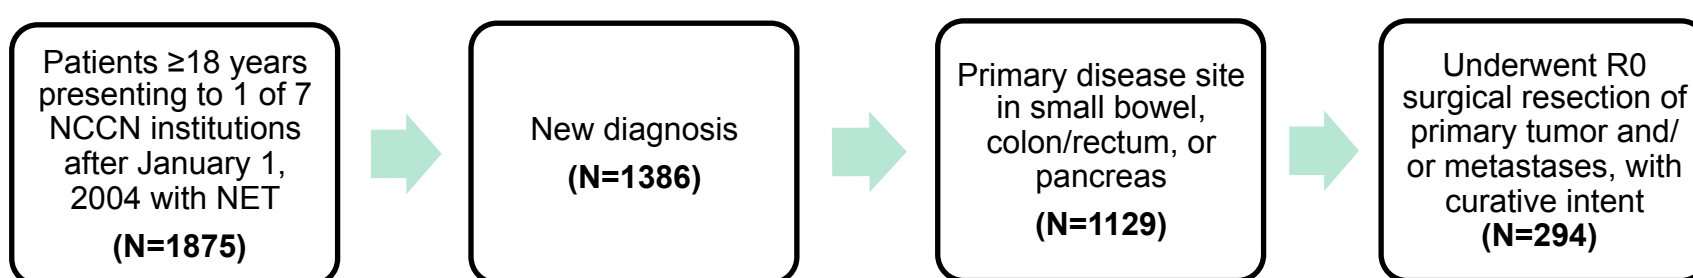 Patients ≥18 years
presenting to 1 of 7
NCCN institutions
after January 1,
2004 with NET
(N=1875)
New diagnosis
(N=1386)
Primary disease site
in small bowel,
colon/rectum, or
pancreas
(N=1129)
Underwent R0
surgical resection of
primary tumor and/
or metastases, with
curative intent
(N=294)